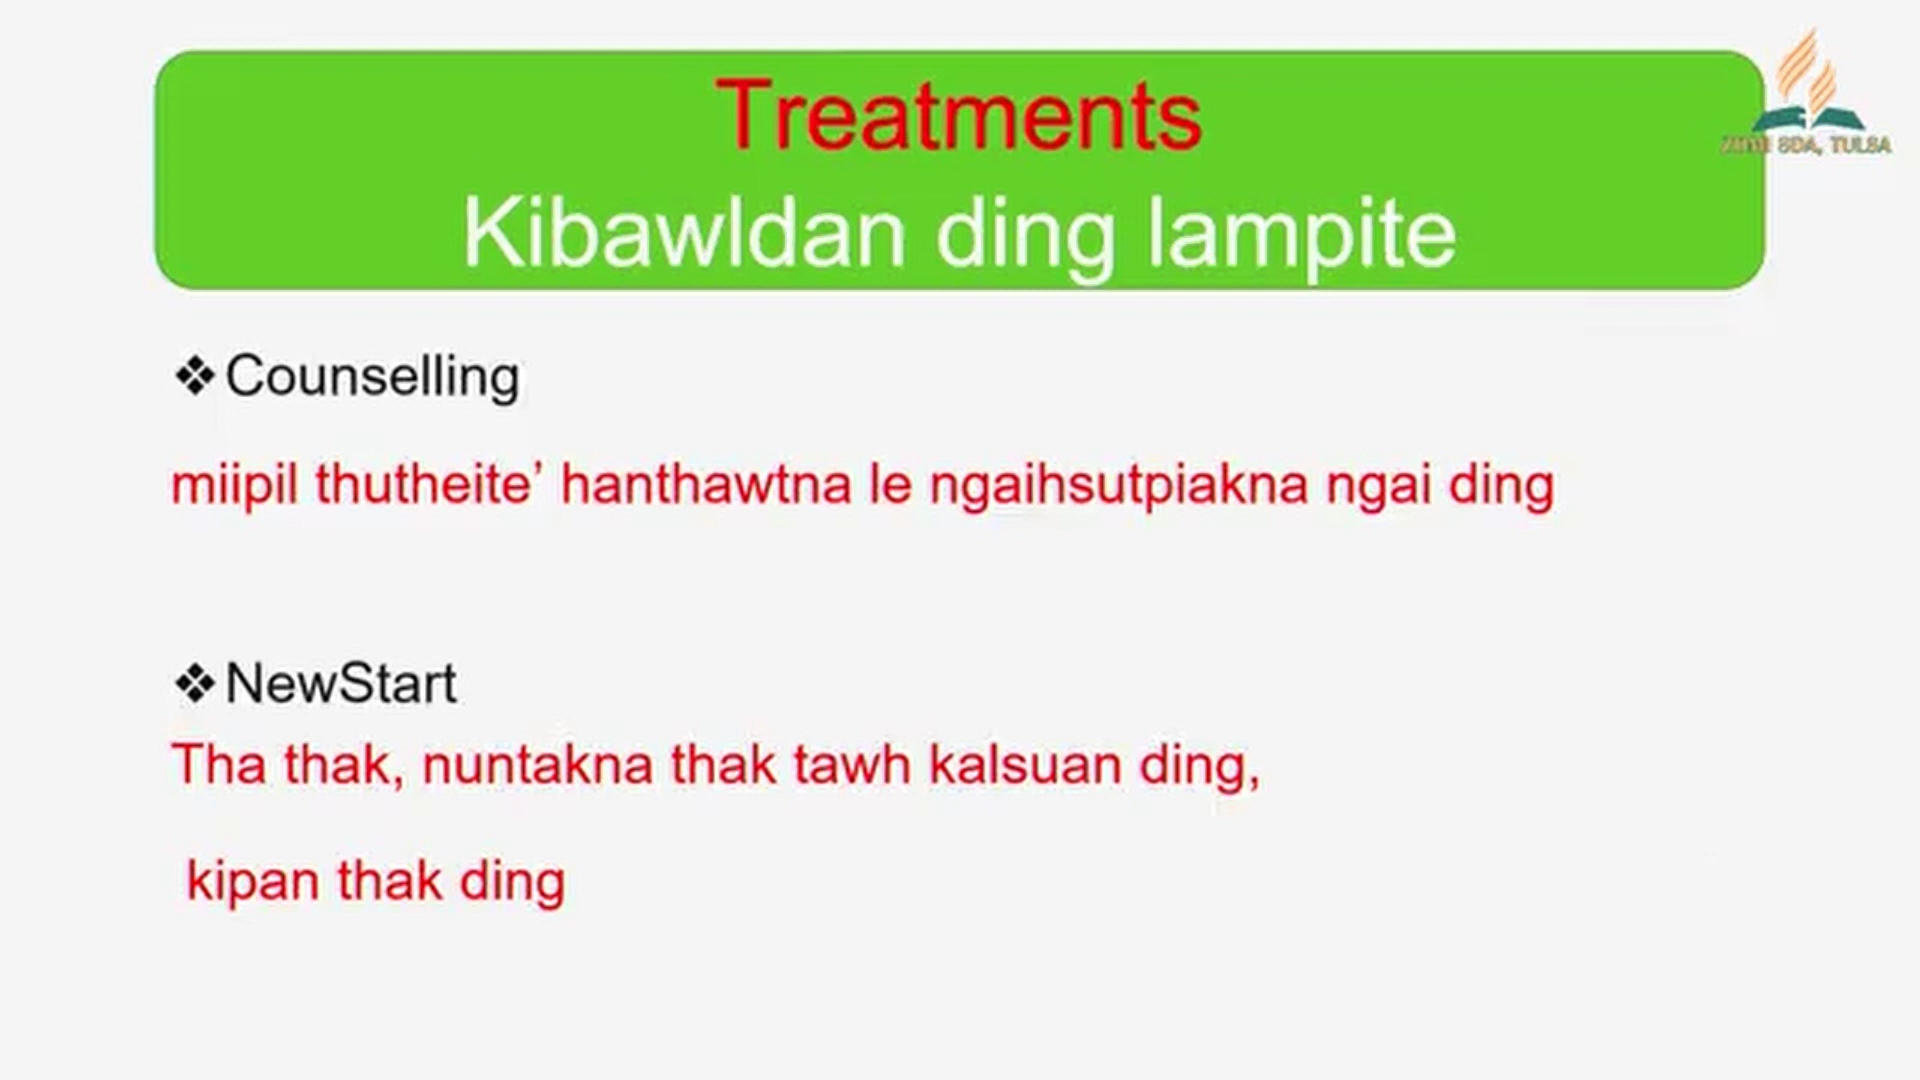 Treatments
Kibawldan ding lampite
SDA, TULSA
❖Counselling
miipil thutheite’ hanthawtna le ngaihsutpiakna ngai ding
❖NewStart
Tha thak, nuntakna thak tawh kalsuan ding,
kipan thak ding